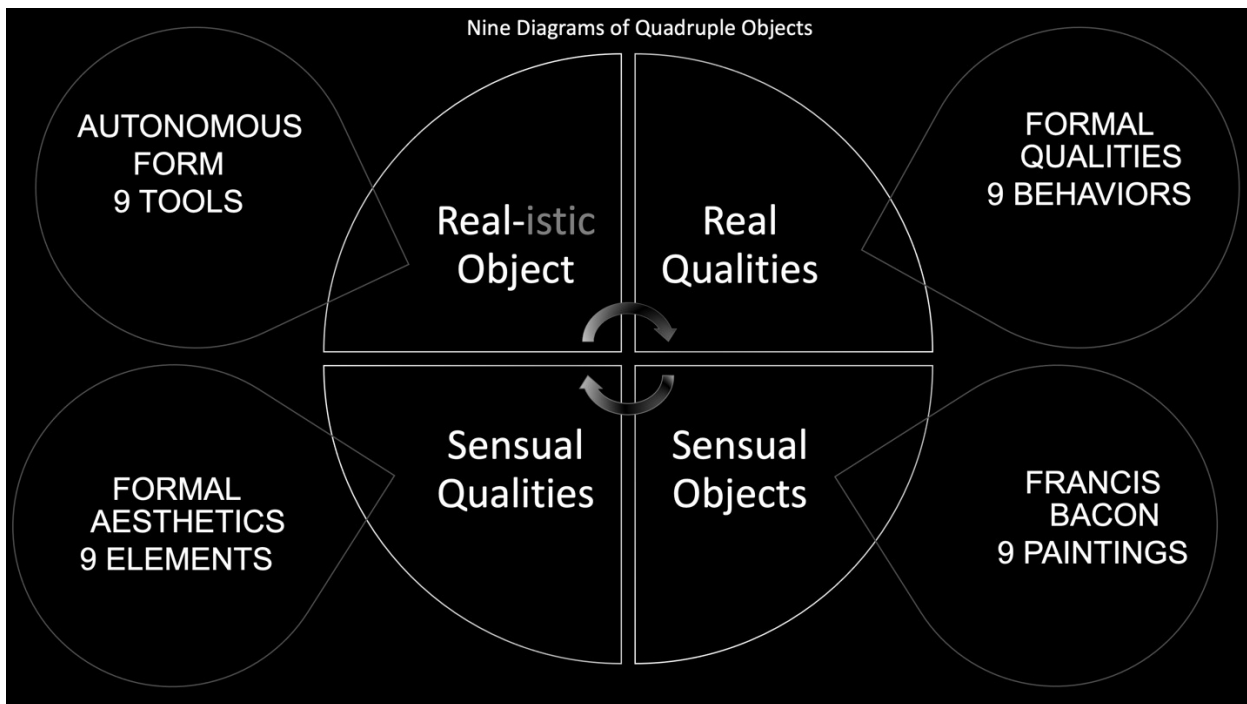 Nine Diagrams of Quadruple Objects
AUTONOMOUS
FORM
9 TOOLS
Real-istic
Object
Real
Qualities
FORMAL
QUALITIES
9 BEHAVIORS
FORMAL
AESTHETICS
9 ELEMENTS
Sensual
Qualities
Sensual
Objects
FRANCIS
BACON
9 PAINTINGS